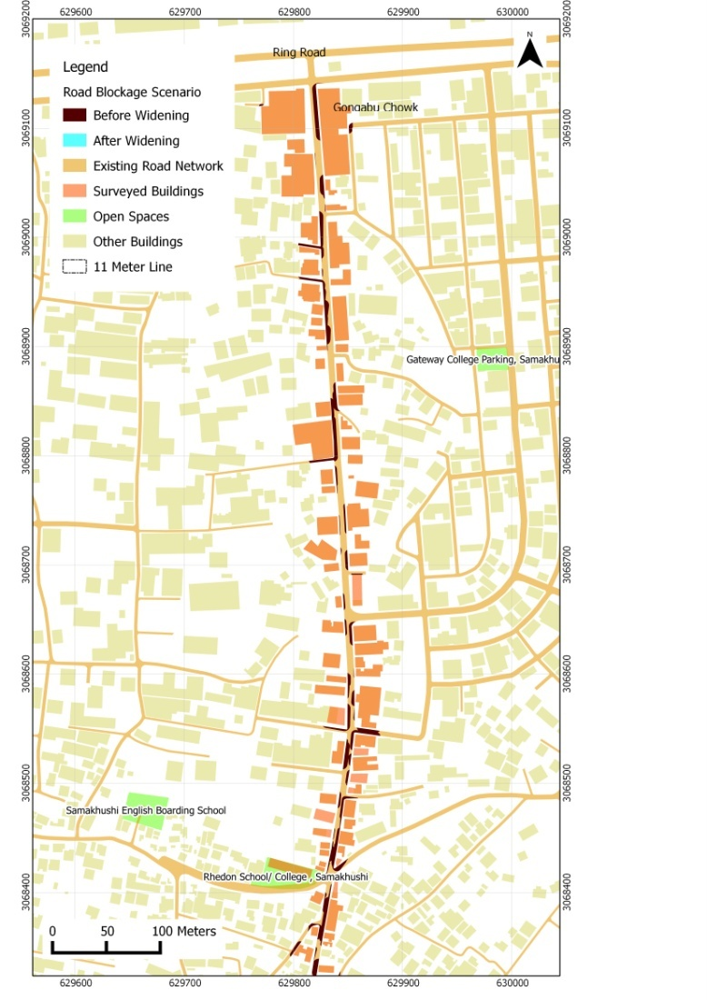 629600 629700 629800 629900 630000
3069200 3069200
N
Ring Road
Legend
Road Blockage Scenario
Before Widening
After Widening
Existing Road Network
Surveyed Buildings
Open Spaces
Other Buildings
11 Meter Line
Gongabu Chowk
3069100 3069100
3069000 3069000
3068900 3068900
Gateway College Parking, Samakhu
3068800 3068800
3068700 3068700
3068600 3068600
3068500 3068500
Samakhushi English Boarding School
Rhedon School/ College , Samakhushi
3068400 3068400
0 50 100 Meters
629600 629700 629800 629900 630000